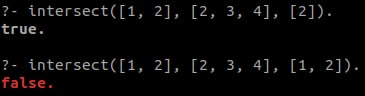 ?- intersect([1, 2], [2, 3, 4], [2]).
true.
?- intersect([1, 2], [2, 3, 4], [1, 2]).
false.